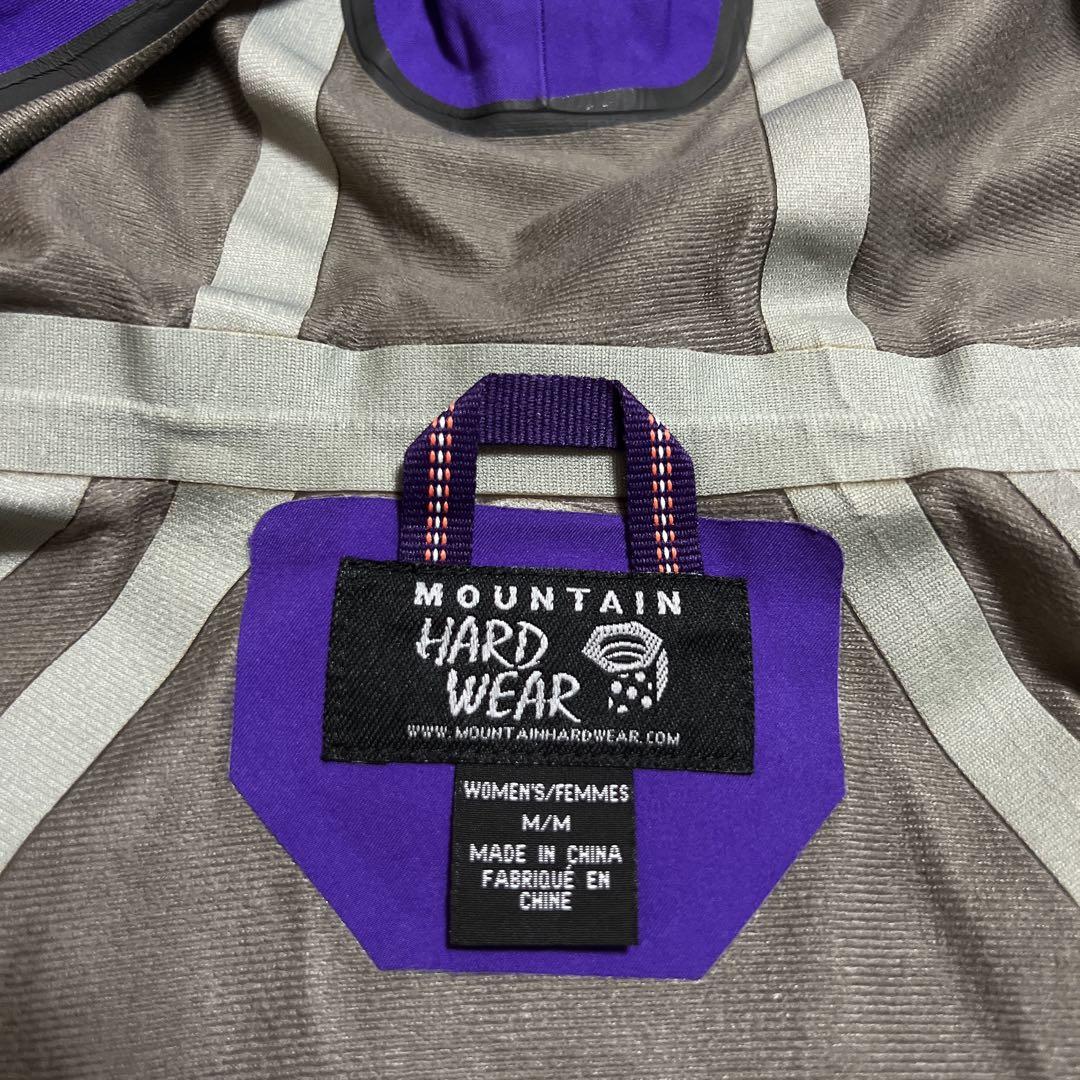 MOUNTAIN
HARD
WEAR
WWW.MOUNTAINHARDWEAR.COM
WOMEN'S/FEMMES
M/M
MADE IN CHINA
FABRIQUÉ EN
CHINE